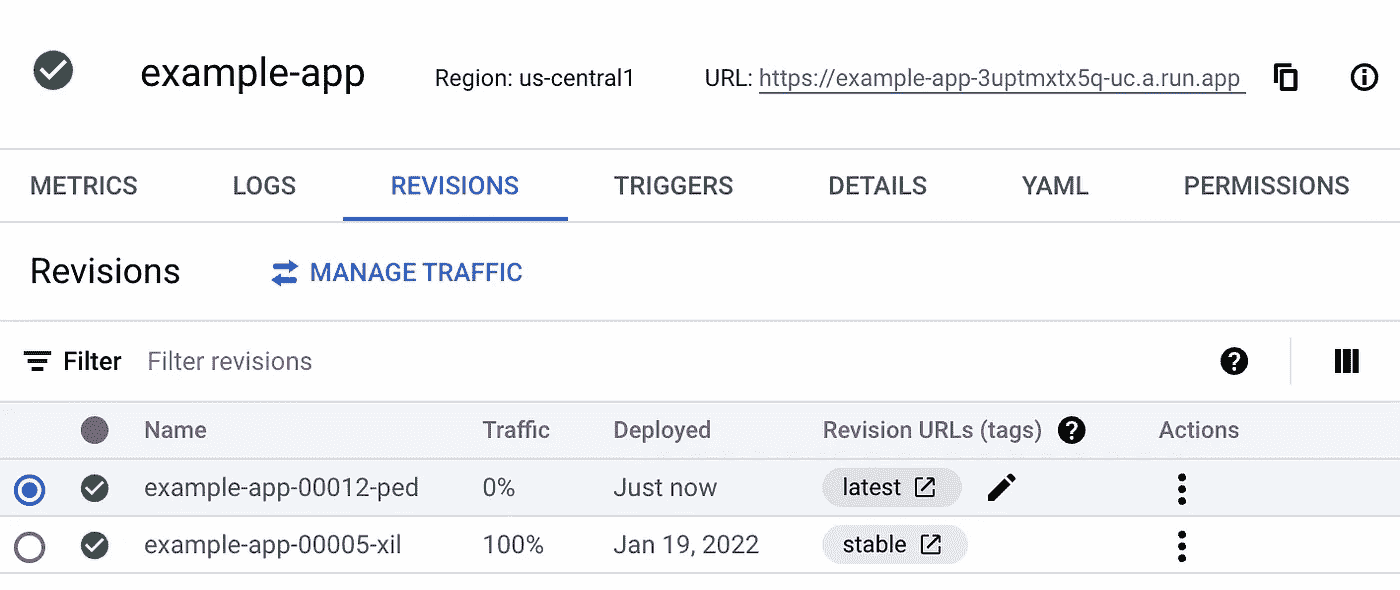 example-app Region: us-central1 URL: https://example-app-3uptmxtx5q-uc.a.run.app
METRICS LOGS REVISIONS TRIGGERS DETAILS YAML PERMISSIONS
Revisions MANAGE TRAFFIC
Filter Filter revisions
Name Traffic Deployed Revision URLs (tags) Actions
example-app-00012-ped 0% Just now latest
example-app-00005-xil 100% Jan 19, 2022 stable